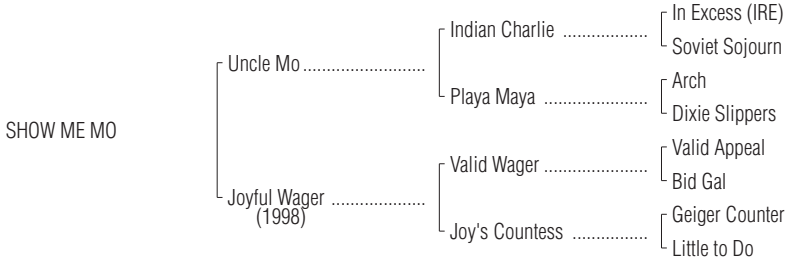 In Excess (IRE)
Indian Charlie ..................
Soviet Sojourn
Uncle Mo .........................
Arch
Playa Maya .....................
Dixie Slippers
SHOW ME MO
Valid Appeal
Valid Wager .....................
Bid Gal
Joyful Wager ...................
(1998)
Geiger Counter
Joy's Countess ................
Little to Do